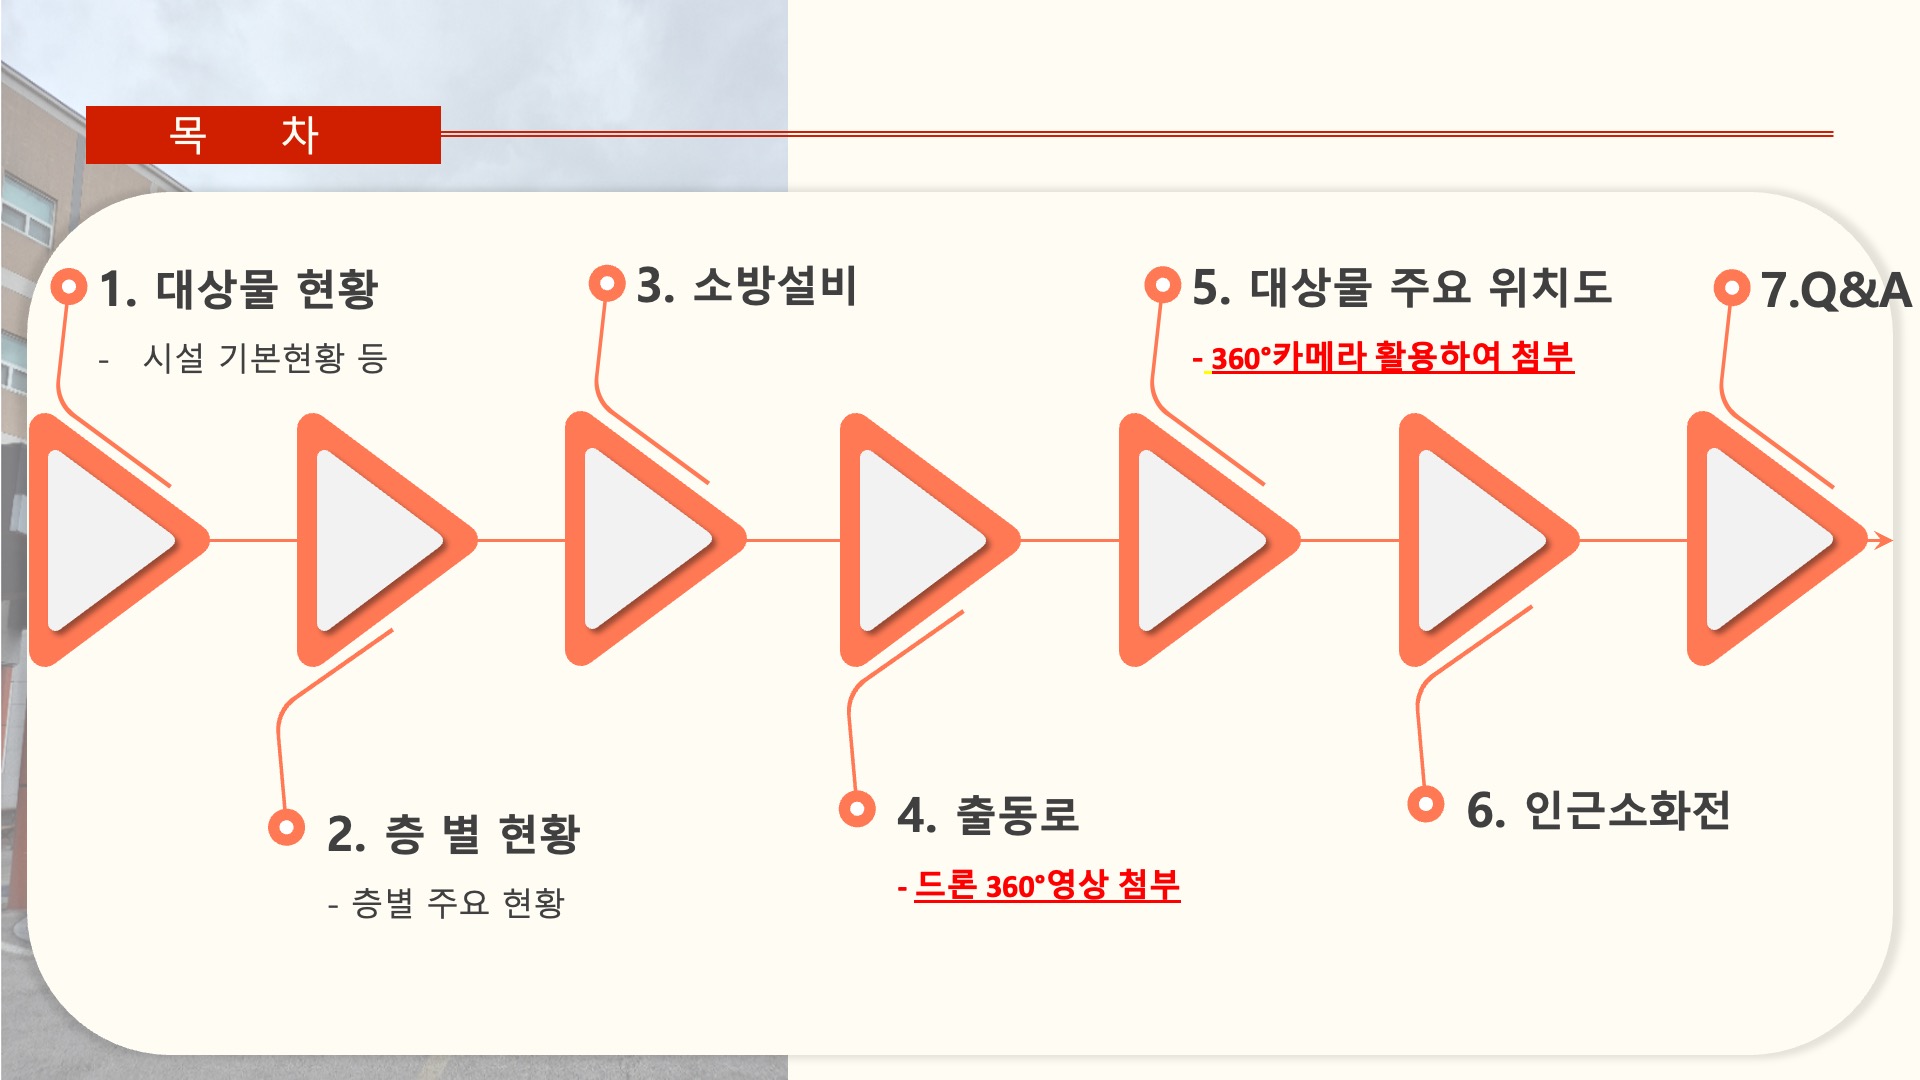 목 차
1. 대상물 현황
- 시설 기본현황 등
2. 층 별 현황
- 층별 주요 현황
3. 소방설비
4. 출동로
- 드론 360°영상 첨부
5. 대상물 주요 위치도
- 360°카메라 활용하여 첨부
6. 인근소화전
7.Q&A